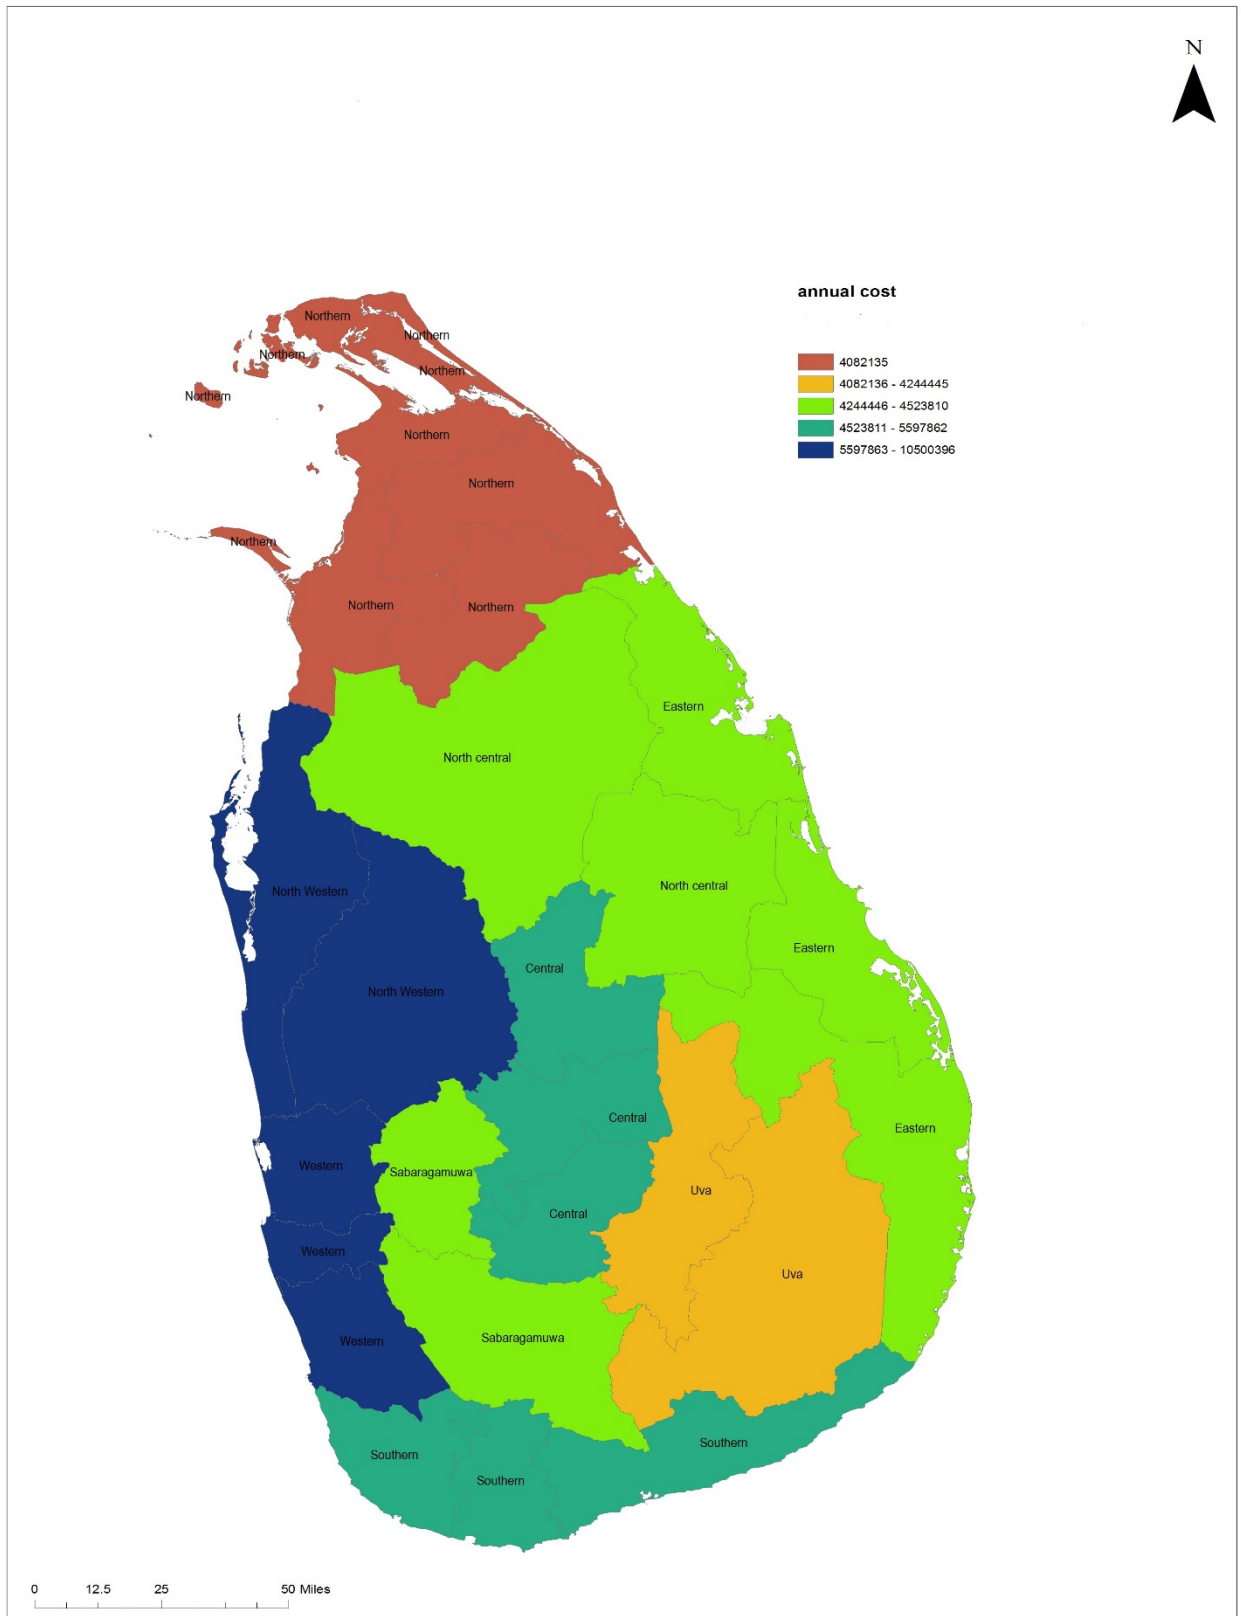 N
annual cost
4082135
4082136 - 4244445
4244446 - 4523810
4523811 - 5597862
5597863 - 10500396
Northern
Northern
Northern
Northern
Northern
Northern
Northern
Northern
Northern
Northern
Eastern
North central
North central
North Western
Eastern
Central
North Western
Central
Eastern
Western
Sabaragamuwa
Uva
Central
Western
Uva
Sabaragamuwa
Western
Southern
Southern
Southern
0 12.5 25 50 Miles